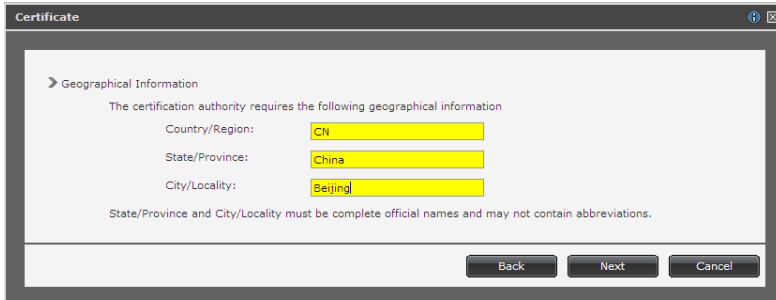 Certificate
Geographical Information
The certification authority requires the following geographical information
Country/Region: CN
State/Province: China
City/Locality: Beijing
State/Province and City/Locality must be complete official names and may not contain abbreviations.
Back Next Cancel